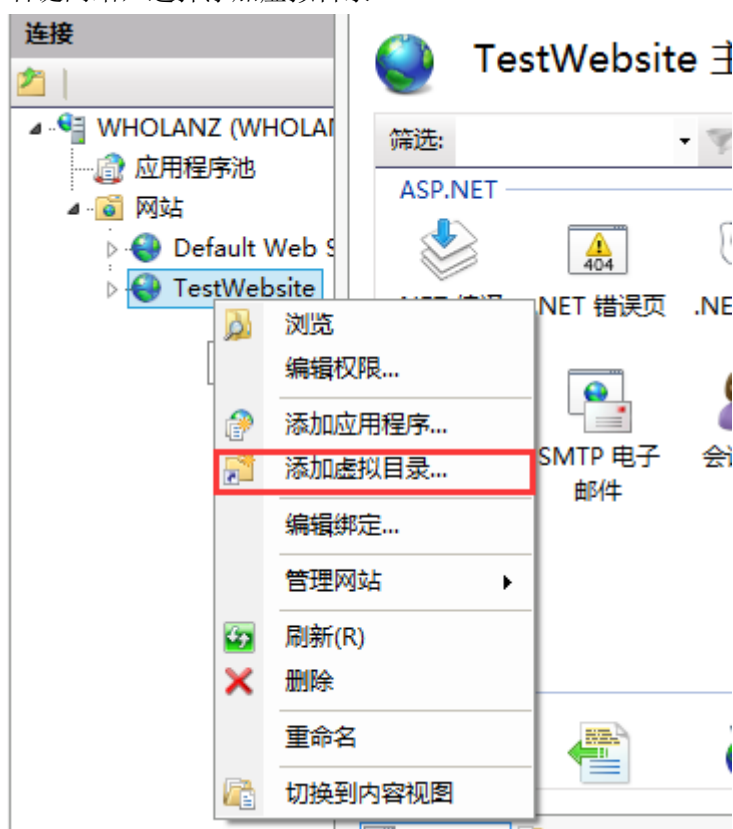 连接
WHOLANZ (WHOLAN
应用程序池
网站
Default Web S
TestWebsite
TestWebsite 主
筛选:
ASP.NET
404
.NET 错误页
.NE
SMTP 电子
邮件
浏览
编辑权限...
添加应用程序...
添加虚拟目录...
编辑绑定...
管理网站
刷新(R)
删除
重命名
切换到内容视图